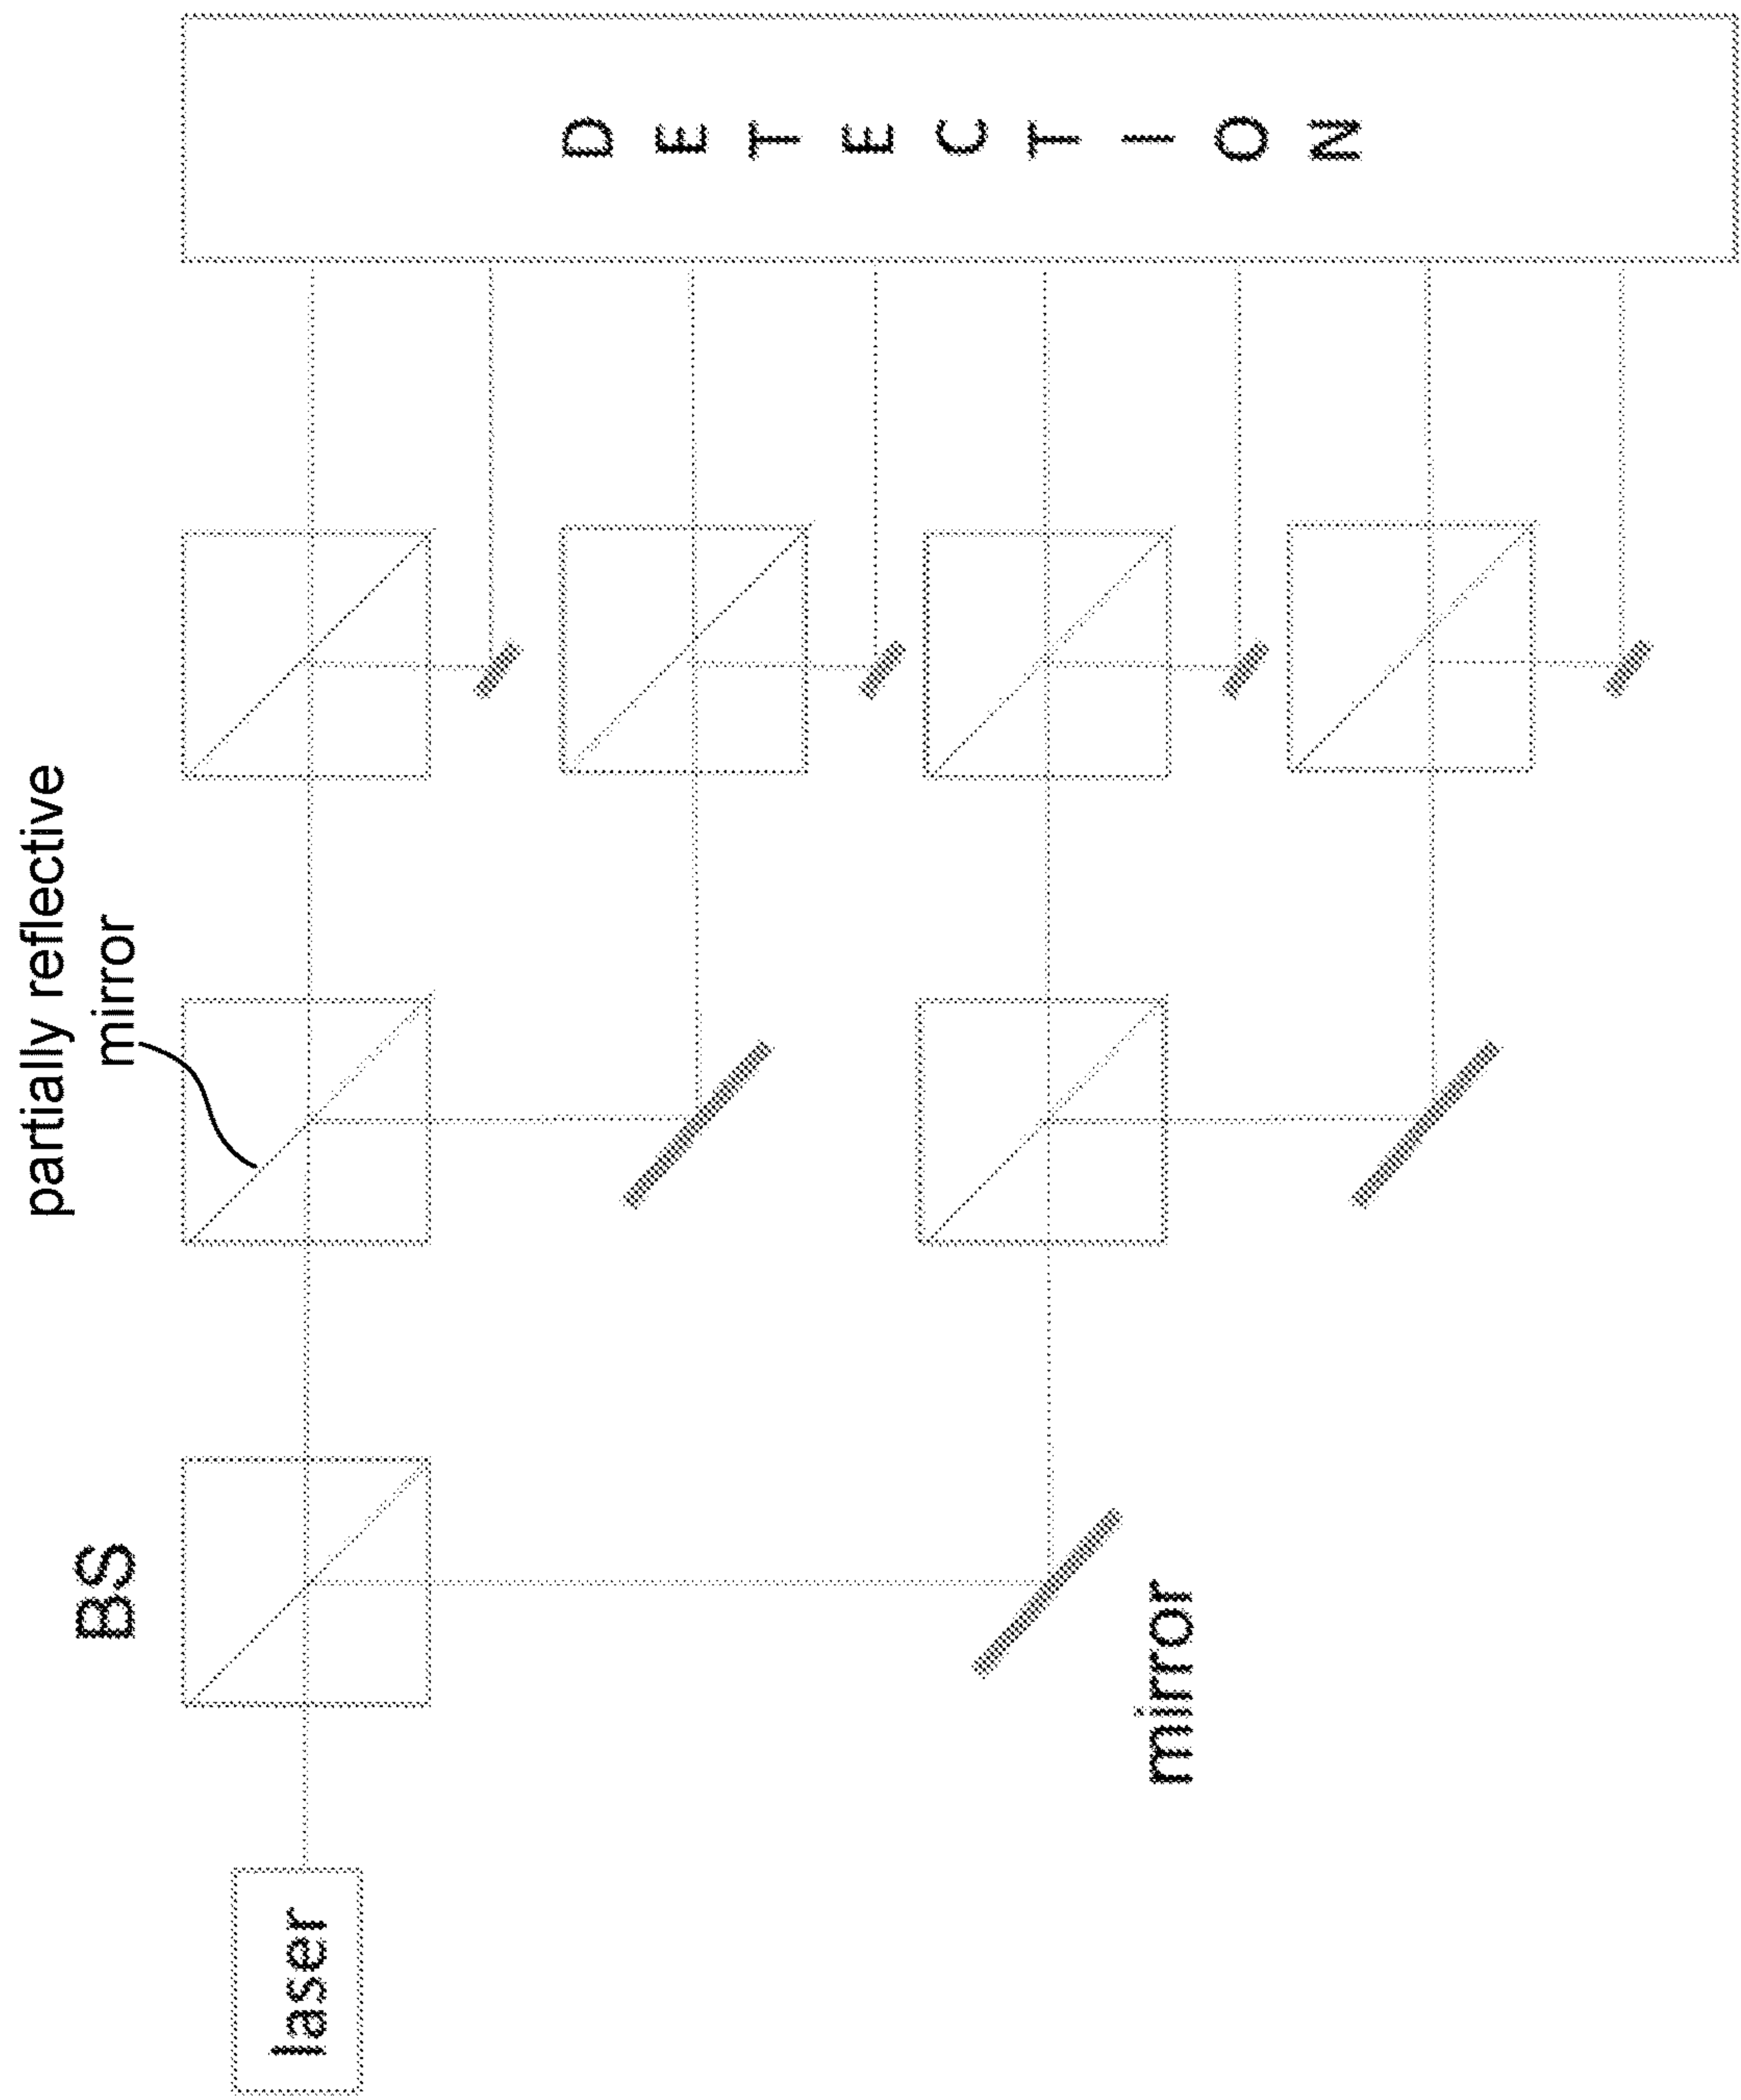 laser
BS
partially reflective
mirror
mirror
DETECTION